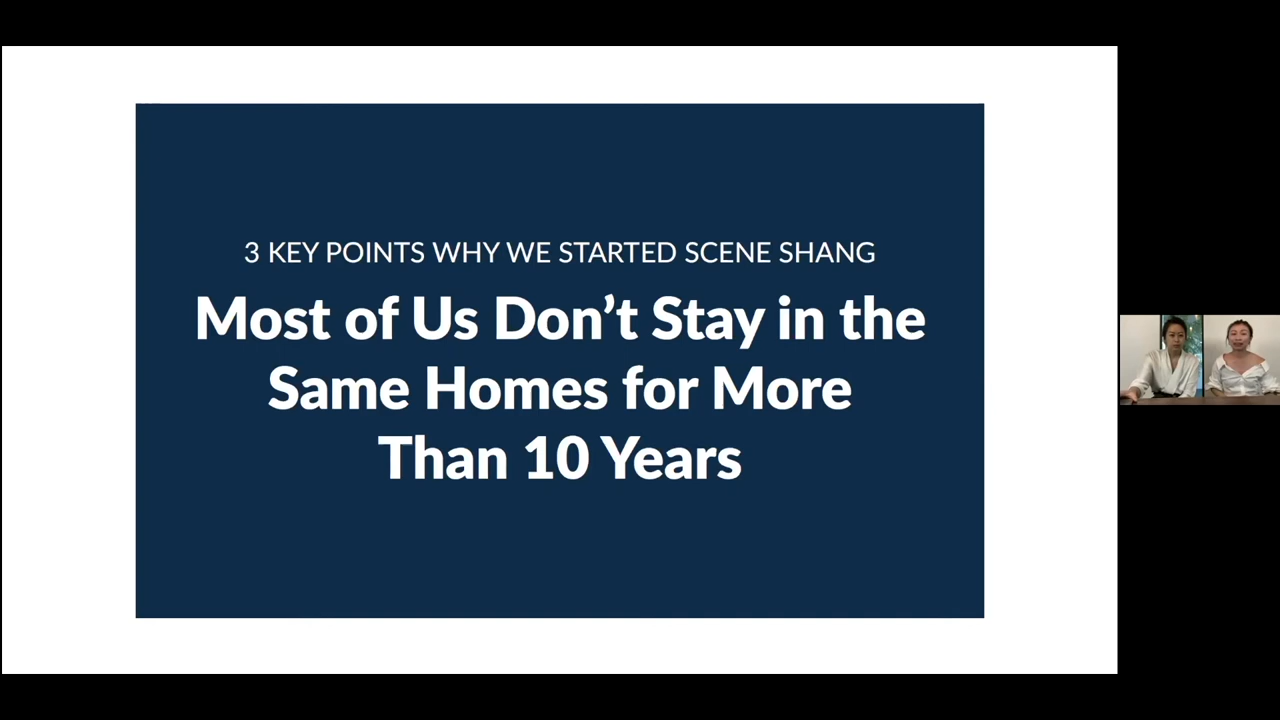 3 KEY POINTS WHY WE STARTED SCENE SHANG
Most of Us Don’t Stay in the
Same Homes for More
Than 10 Years